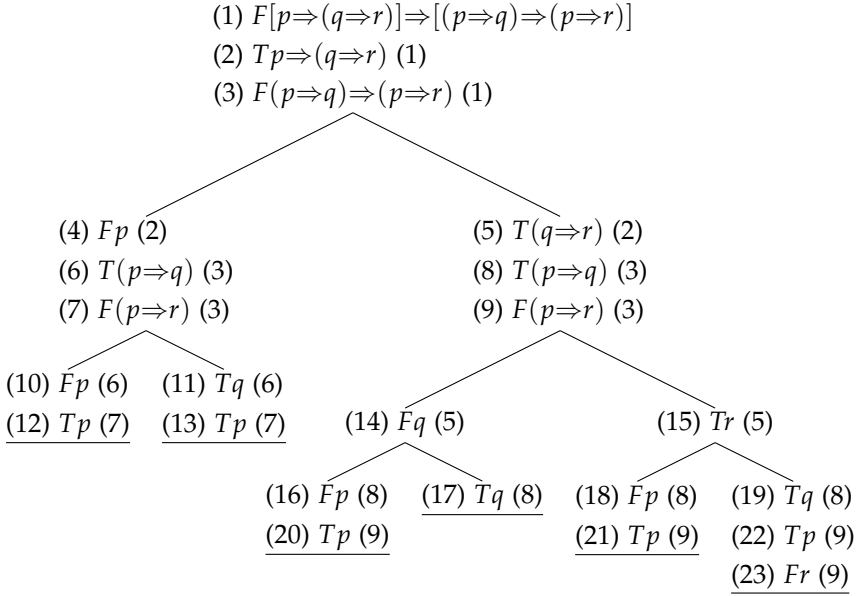 (1) F[p⇒(q⇒r)]⇒[(p⇒q)⇒(p⇒r)]
(2) Tp⇒(q⇒r) (1)
(3) F(p⇒q)⇒(p⇒r) (1)
(4) Fp (2)
(6) T(p⇒q) (3)
(7) F(p⇒r) (3)
(5) T(q⇒r) (2)
(8) T(p⇒q) (3)
(9) F(p⇒r) (3)
(10) Fp (6)
(12) Tp (7)
(11) Tq (6)
(13) Tp (7)
(14) Fq (5)
(15) Tr (5)
(16) Fp (8)
(20) Tp (9)
(17) Tq (8)
(18) Fp (8)
(21) Tp (9)
(19) Tq (8)
(22) Tp (9)
(23) Fr (9)